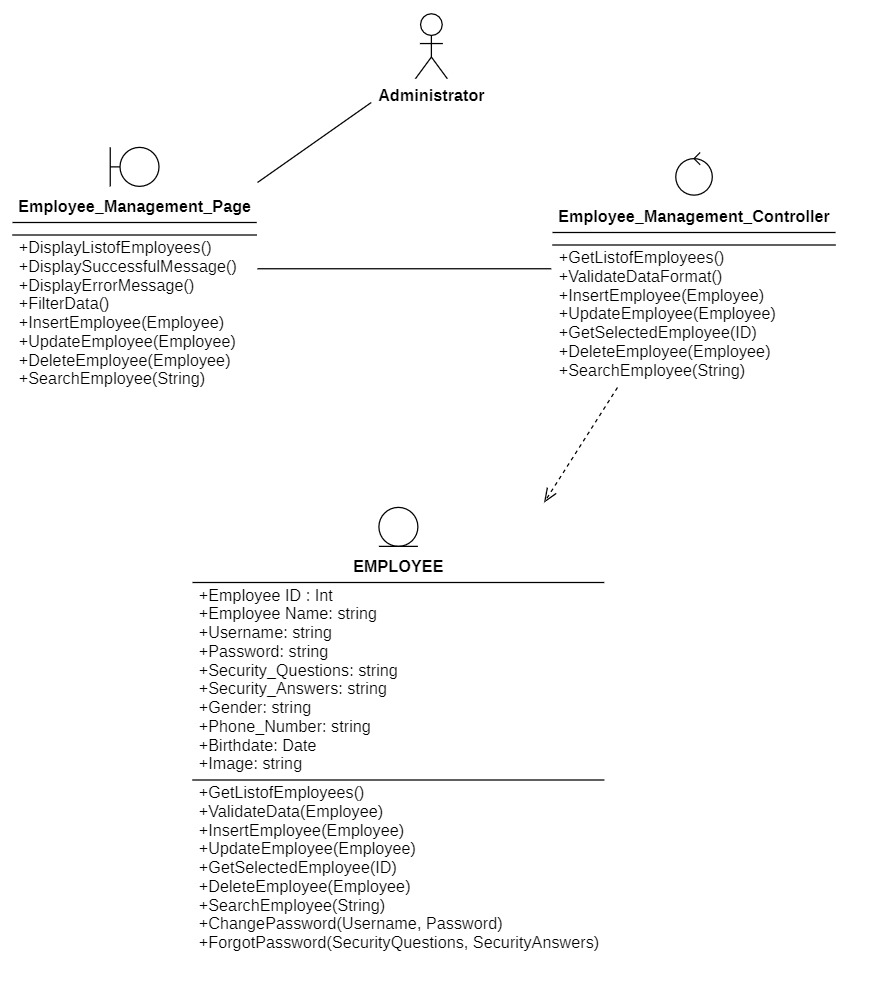 Administrator
Employee_Management_Page
+DisplayListofEmployees()
+DisplaySuccessfulMessage()
+DisplayErrorMessage()
+FilterData()
+InsertEmployee(Employee)
+UpdateEmployee(Employee)
+DeleteEmployee(Employee)
+SearchEmployee(String)
Employee_Management_Controller
+GetListofEmployees()
+ValidateDataFormat()
+InsertEmployee(Employee)
+UpdateEmployee(Employee)
+GetSelectedEmployee(ID)
+DeleteEmployee(Employee)
+SearchEmployee(String)
EMPLOYEE
+Employee ID : Int
+Employee Name: string
+Username: string
+Password: string
+Security_Questions: string
+Security_Answers: string
+Gender: string
+Phone_Number: string
+Birthdate: Date
+Image: string
+GetListofEmployees()
+ValidateData(Employee)
+InsertEmployee(Employee)
+UpdateEmployee(Employee)
+GetSelectedEmployee(ID)
+DeleteEmployee(Employee)
+SearchEmployee(String)
+ChangePassword(Username, Password)
+ForgotPassword(SecurityQuestions, SecurityAnswers)